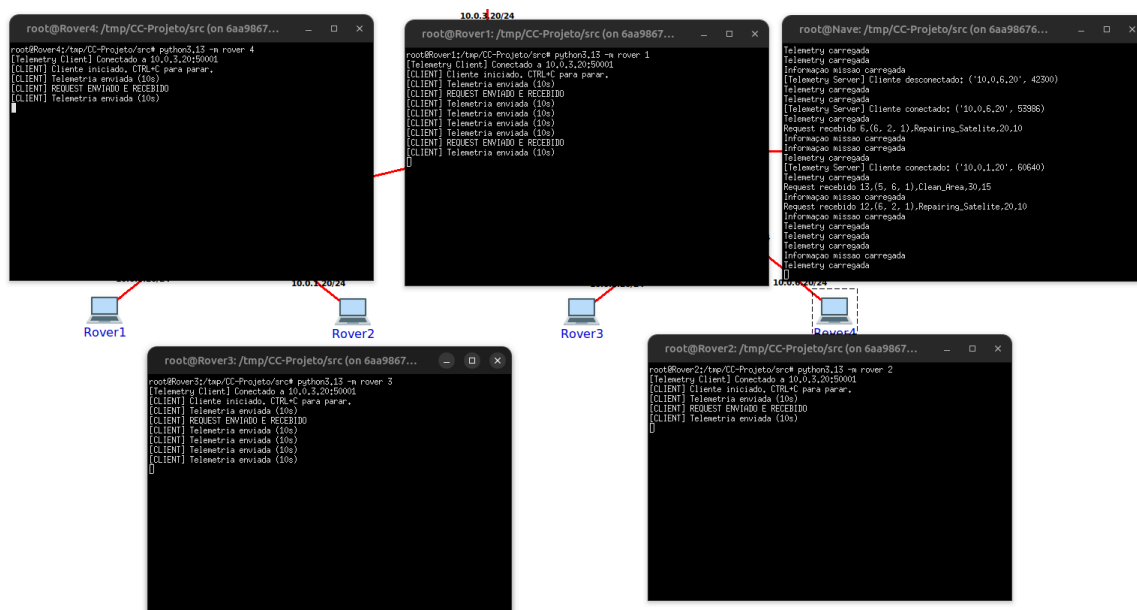 10.0.3.20/24
root@Rover4: /tmp/CC-Projeto/src (on 6aa9867...
root@Rover4:/tmp/CC-Projeto/src# python3.13 -m rover 4
[Telemetry Client] Conectado a 10.0.3.20:50001
[CLIENT] Cliente iniciado. CTRL+C para parar.
[CLIENT] Telemetria enviada (10s)
[CLIENT] REQUEST ENVIADO E RECEBIDO
[CLIENT] Telemetria enviada (10s)
root@Rover1: /tmp/CC-Projeto/src (on 6aa9867...
root@Rover1:/tmp/CC-Projeto/src# python3.13 -m rover 1
[Telemetry Client] Conectado a 10.0.3.20:50001
[CLIENT] Cliente iniciado. CTRL+C para parar.
[CLIENT] Telemetria enviada (10s)
[CLIENT] REQUEST ENVIADO E RECEBIDO
[CLIENT] Telemetria enviada (10s)
[CLIENT] Telemetria enviada (10s)
[CLIENT] Telemetria enviada (10s)
[CLIENT] Telemetria enviada (10s)
[CLIENT] REQUEST ENVIADO E RECEBIDO
[CLIENT] Telemetria enviada (10s)
root@Nave: /tmp/CC-Projeto/src (on 6aa98676...
Telemetry carregada
Telemetry carregada
Informaçao missao carregada
[Telemetry Server] Cliente desconectado: ('10.0.6.20', 42300)
Telemetry carregada
Telemetry carregada
[Telemetry Server] Cliente conectado: ('10.0.6.20', 53986)
Telemetry carregada
Request recebido 6,(6, 2, 1),Repairing_Satelite,20,10
Informaçao missao carregada
Informaçao missao carregada
Telemetry carregada
[Telemetry Server] Cliente conectado: ('10.0.1.20', 60640)
Telemetry carregada
Request recebido 13,(5, 6, 1),Clean_Area,30,15
Request recebido 12,(6, 2, 1),Repairing_Satelite,20,10
Informaçao missao carregada
Telemetry carregada
Telemetry carregada
Telemetry carregada
Informaçao missao carregada
Telemetry carregada
10.0.1.20/24
10.0.6.20/24
Rover1
Rover2
Rover3
Rover4
root@Rover3: /tmp/CC-Projeto/src (on 6aa9867...
root@Rover3:/tmp/CC-Projeto/src# python3.13 -m rover 3
[Telemetry Client] Conectado a 10.0.3.20:50001
[CLIENT] Cliente iniciado. CTRL+C para parar.
[CLIENT] Telemetria enviada (10s)
[CLIENT] REQUEST ENVIADO E RECEBIDO
[CLIENT] Telemetria enviada (10s)
[CLIENT] Telemetria enviada (10s)
[CLIENT] Telemetria enviada (10s)
[CLIENT] Telemetria enviada (10s)
root@Rover2: /tmp/CC-Projeto/src (on 6aa9867...
root@Rover2:/tmp/CC-Projeto/src# python3.13 -m rover 2
[Telemetry Client] Conectado a 10.0.3.20:50001
[CLIENT] Cliente iniciado. CTRL+C para parar.
[CLIENT] Telemetria enviada (10s)
[CLIENT] REQUEST ENVIADO E RECEBIDO
[CLIENT] Telemetria enviada (10s)